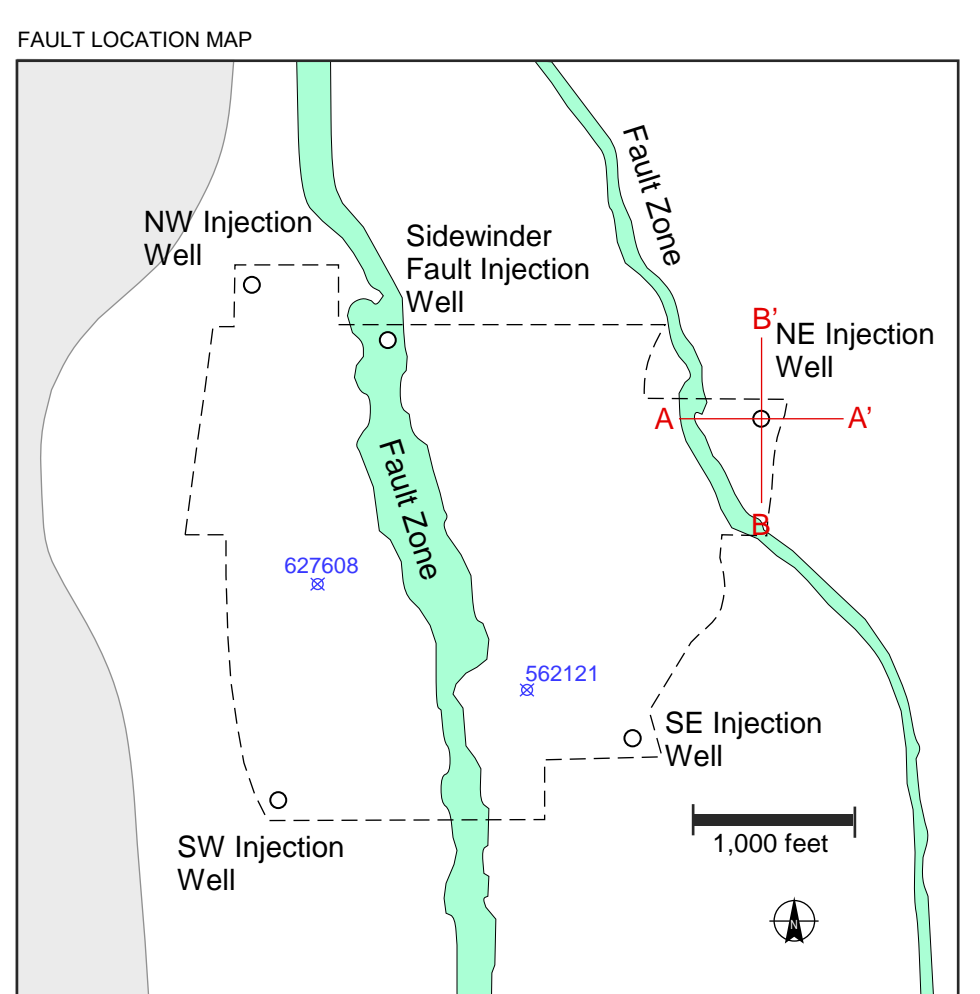 FAULT LOCATION MAP
Fault Zone
NW Injection
Well
Sidewinder
Fault Injection
Well
B’
NE Injection
Well
A
A’
Fault Zone
B
627608
562121
SE Injection
Well
1,000 feet
SW Injection
Well
N